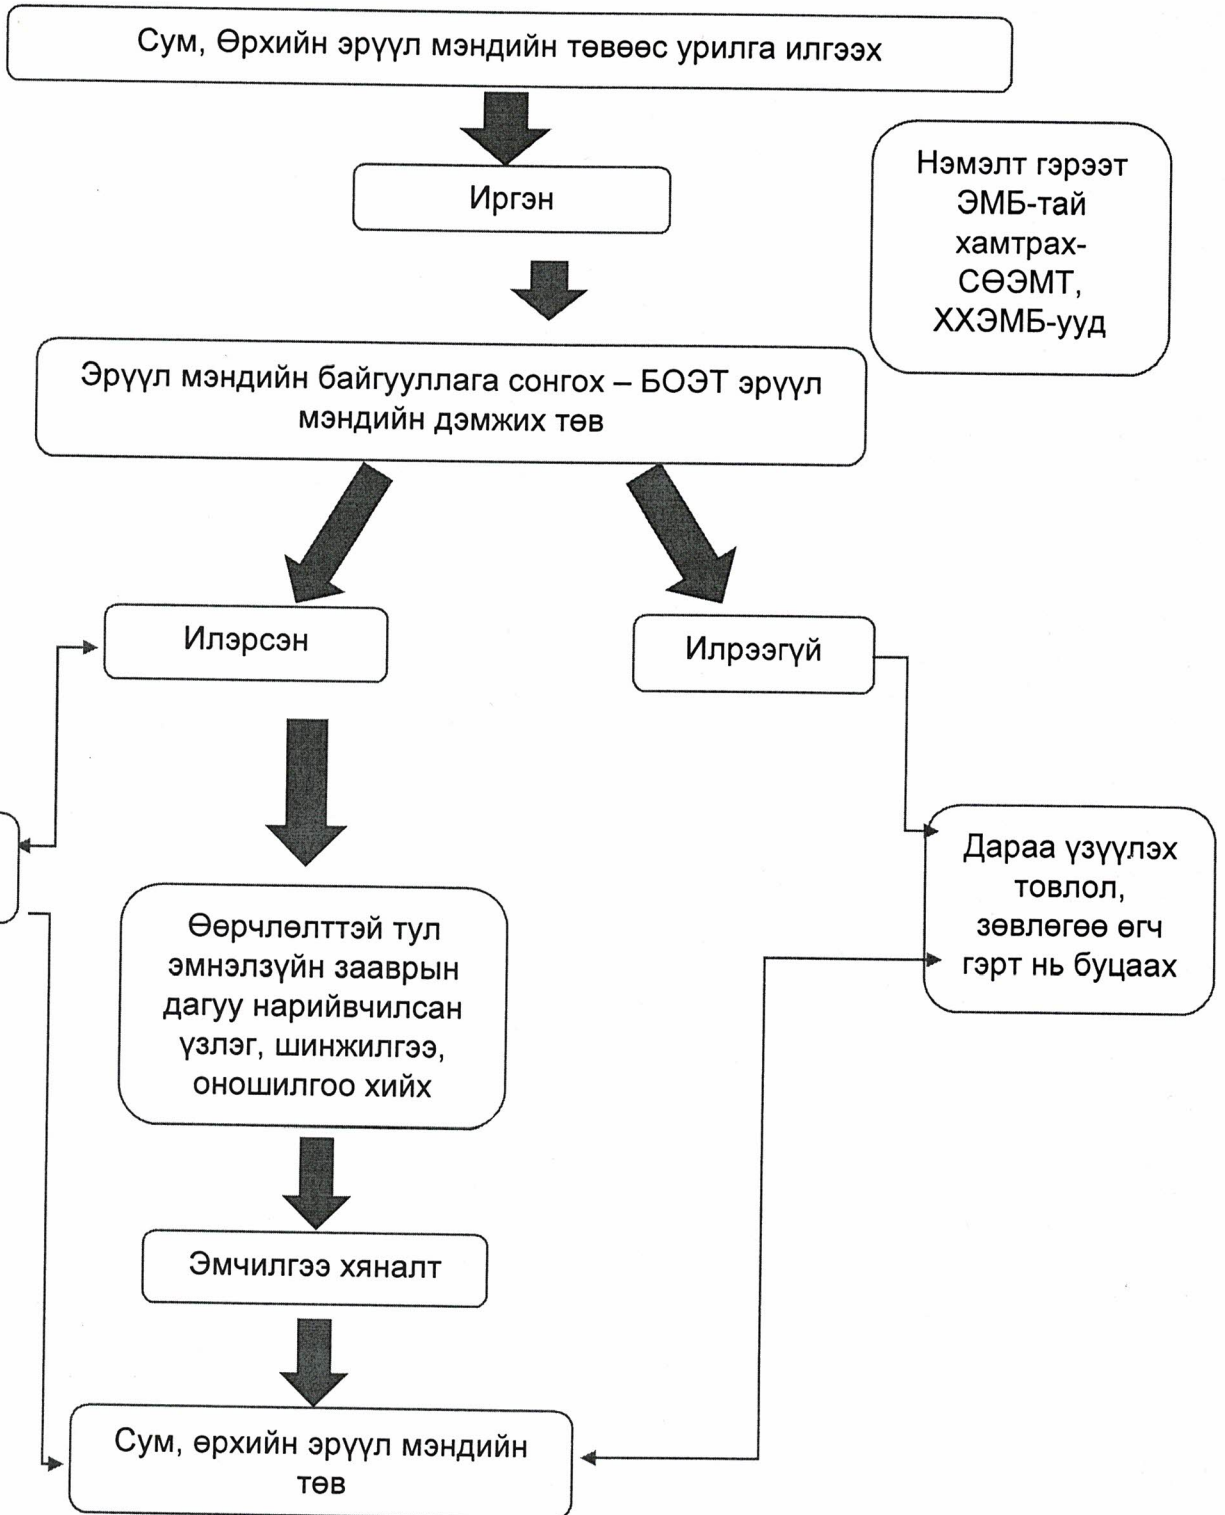 Сум, Өрхийн эрүүл мэндийн төвөөс урилга илгээх
Иргэн
Нэмэлт гэрээт
ЭМБ-тай
хамтрах-
СӨЭМТ,
ХХЭМБ-ууд
Эрүүл мэндийн байгууллага сонгох – БОЭТ эрүүл
мэндийн дэмжих төв
Илэрсэн
Илрээгүй
Дараа үзүүлэх
товлол,
зөвлөгөө өгч
гэрт нь буцаах
Өөрчлөлттэй тул
эмнэлзүйн зааврын
дагуу нарийвчилсан
үзлэг, шинжилгээ,
оношилгоо хийх
Эмчилгээ хяналт
Сум, өрхийн эрүүл мэндийн
төв